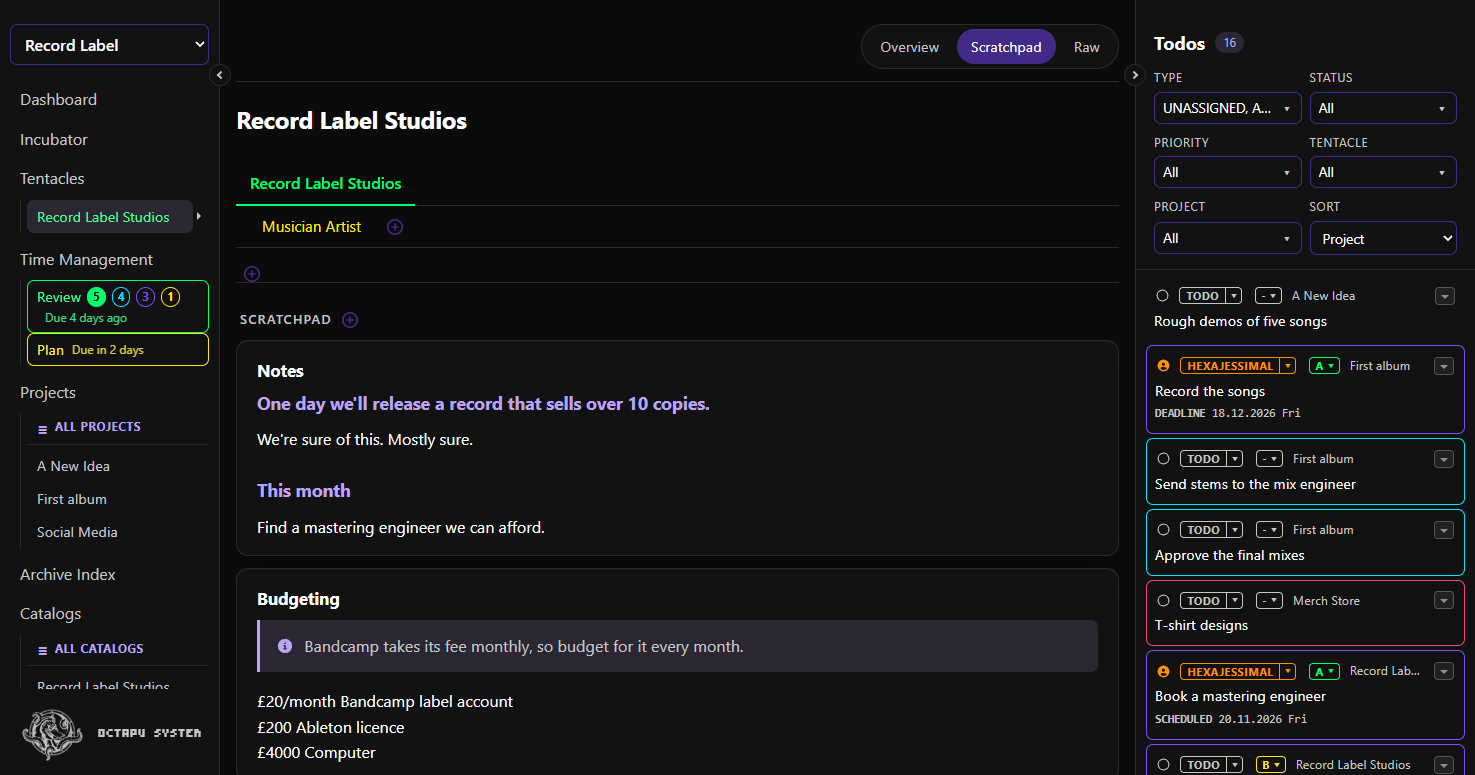 Record Label
Dashboard
Incubator
Tentacles
Record Label Studios
Time Management
Review 5 4 3 1
Due 4 days ago
Plan Due in 2 days
Projects
ALL PROJECTS
A New Idea
First album
Social Media
Archive Index
Catalogs
ALL CATALOGS
Record Label Studios
OCTAPU SYSTEM
Overview Scratchpad Raw
Record Label Studios
Record Label Studios
Musician Artist
SCRATCHPAD
Notes
One day we'll release a record that sells over 10 copies.
We're sure of this. Mostly sure.
This month
Find a mastering engineer we can afford.
Budgeting
Bandcamp takes its fee monthly, so budget for it every month.
£20/month Bandcamp label account
£200 Ableton licence
£4000 Computer
Todos 16
TYPE STATUS
UNASSIGNED, A... All
PRIORITY TENTACLE
All All
PROJECT SORT
All Project
TODO - A New Idea
Rough demos of five songs
HEXAJESSIMAL A First album
Record the songs
DEADLINE 18.12.2026 Fri
TODO - First album
Send stems to the mix engineer
TODO - First album
Approve the final mixes
TODO - Merch Store
T-shirt designs
HEXAJESSIMAL A Record Lab...
Book a mastering engineer
SCHEDULED 20.11.2026 Fri
TODO B Record Label Studios